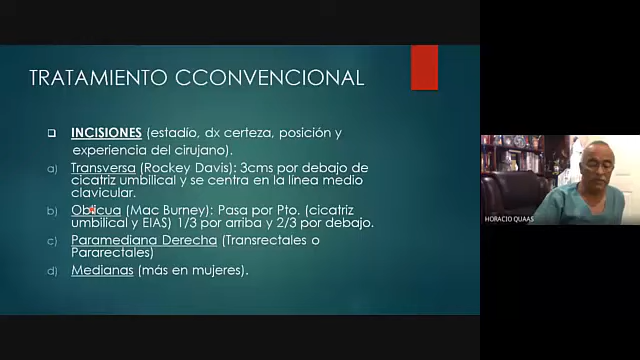 TRATAMIENTO CCONVENCIONAL
INCISIONES (estadío, dx certeza, posición y
experiencia del cirujano).
a) Transversa (Rockey Davis): 3cms por debajo de
cicatriz umbilical y se centra en la línea medio
clavicular.
b) Oblicua (Mac Burney): Pasa por Pto. (cicatriz
umbilical y EIAS) 1/3 por arriba y 2/3 por debajo.
c) Paramediana Derecha (Transrectales o
Pararectales)
d) Medianas (más en mujeres).
HORACIO QUAAS